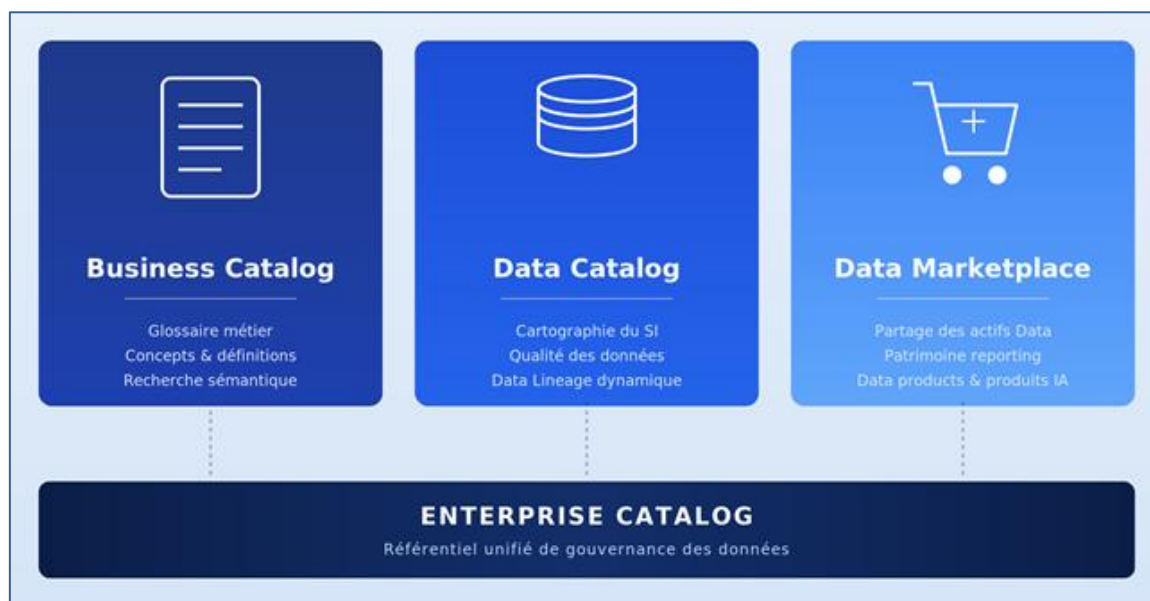 Business Catalog
Glossaire métier
Concepts & définitions
Recherche sémantique
Data Catalog
Cartographie du SI
Qualité des données
Data Lineage dynamique
Data Marketplace
Partage des actifs Data
Patrimoine reporting
Data products & produits IA
ENTERPRISE CATALOG
Référentiel unifié de gouvernance des données